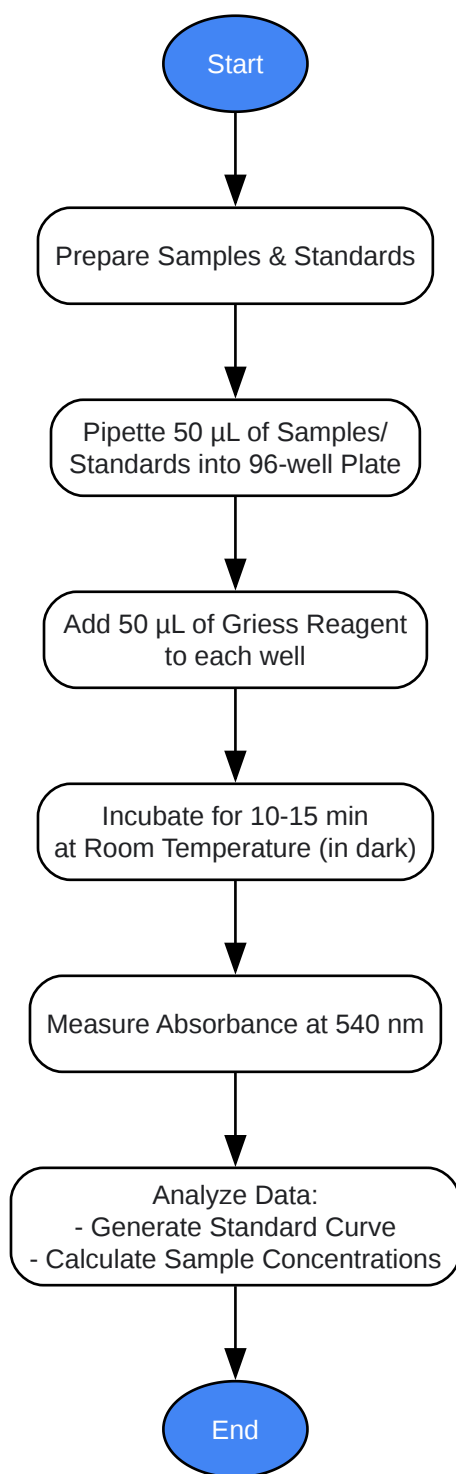 Start
Prepare Samples & Standards
Pipette 50 µL of Samples/
Standards into 96-well Plate
Add 50 µL of Griess Reagent
to each well
Incubate for 10-15 min
at Room Temperature (in dark)
Measure Absorbance at 540 nm
Analyze Data:
- Generate Standard Curve
- Calculate Sample Concentrations
End